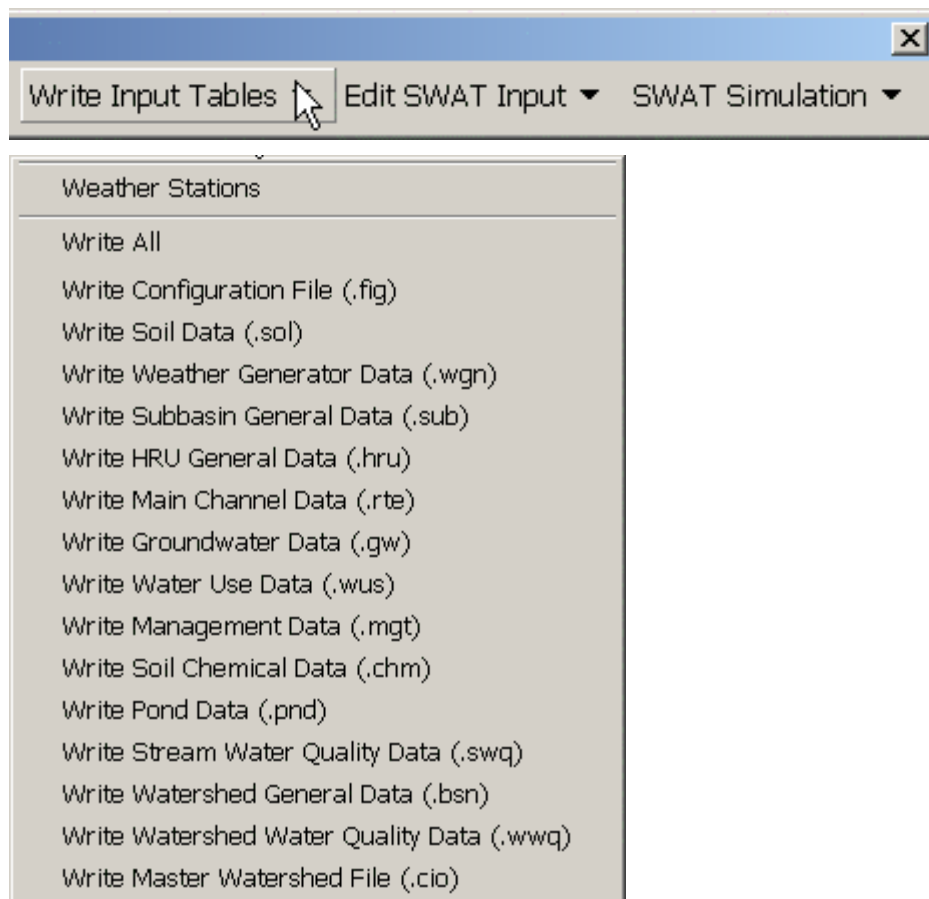 Write Input Tables Edit SWAT Input SWAT Simulation
Weather Stations
Write All
Write Configuration File (.fig)
Write Soil Data (.sol)
Write Weather Generator Data (.wgn)
Write Subbasin General Data (.sub)
Write HRU General Data (.hru)
Write Main Channel Data (.rte)
Write Groundwater Data (.gw)
Write Water Use Data (.wus)
Write Management Data (.mgt)
Write Soil Chemical Data (.chm)
Write Pond Data (.pnd)
Write Stream Water Quality Data (.swq)
Write Watershed General Data (.bsn)
Write Watershed Water Quality Data (.wwq)
Write Master Watershed File (.cio)